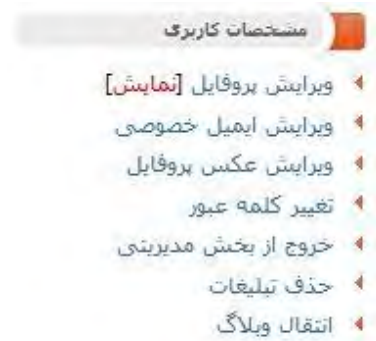 مشخصات کاربری
ویرایش پروفایل [نمایش]
ویرایش ایمیل خصوصی
ویرایش عکس پروفایل
تغییر کلمه عبور
خروج از بخش مدیریتی
حذف تبلیغات
انتقال وبلاگ